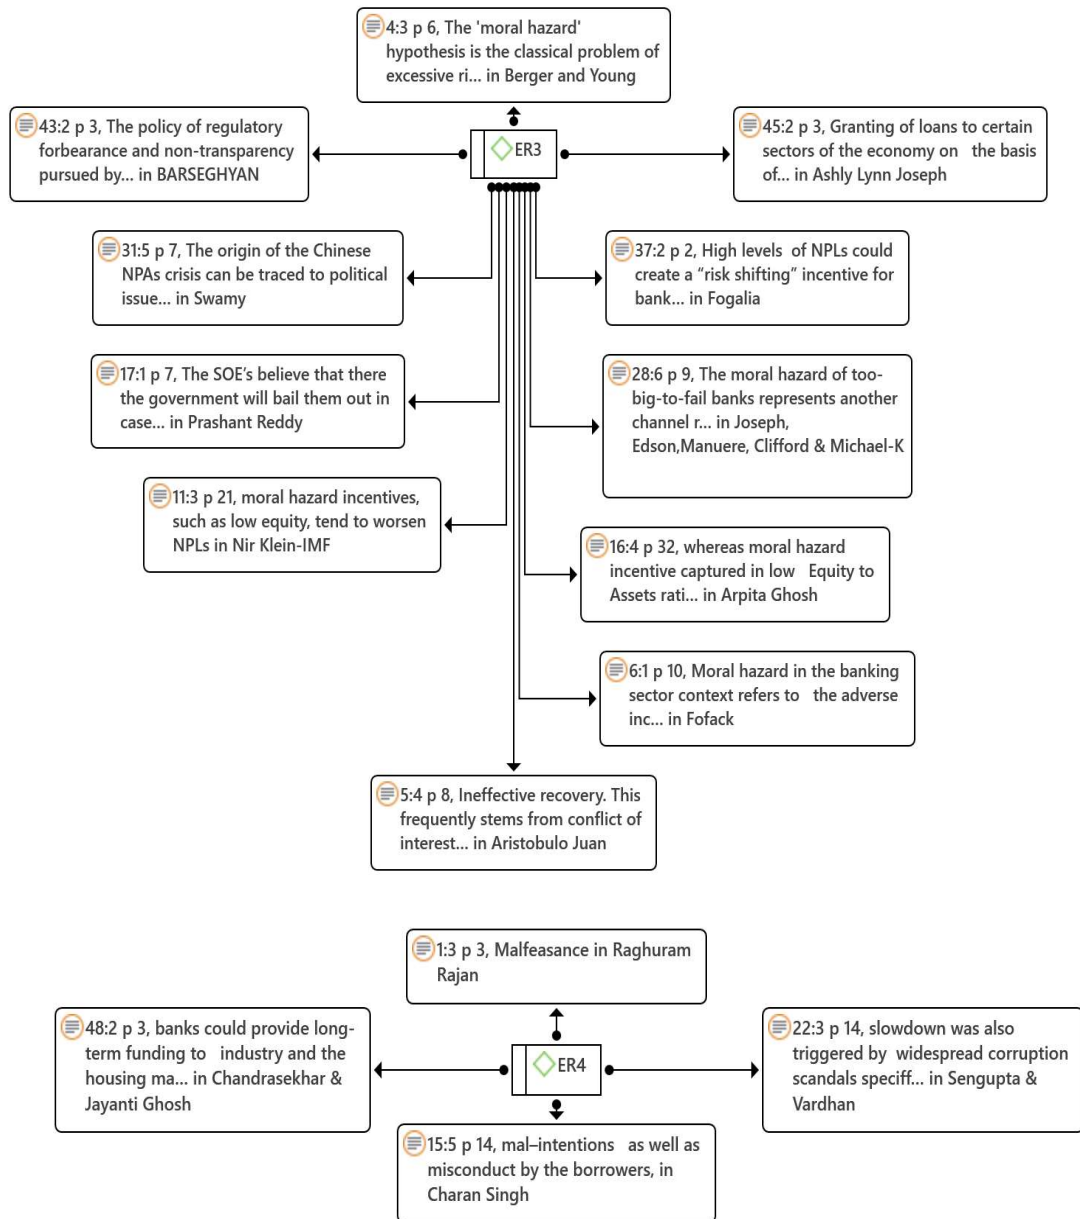 4:3 p 6, The 'moral hazard'
hypothesis is the classical problem of
excessive ri... in Berger and Young
43:2 p 3, The policy of regulatory
forbearance and non-transparency
pursued by... in BARSEGHYAN
ER3
45:2 p 3, Granting of loans to certain
sectors of the economy on the basis
of... in Ashly Lynn Joseph
31:5 p 7, The origin of the Chinese
NPAs crisis can be traced to political
issue... in Swamy
37:2 p 2, High levels of NPLs could
create a “risk shifting” incentive for
bank... in Fogalia
17:1 p 7, The SOE’s believe that there
the government will bail them out in
case... in Prashant Reddy
28:6 p 9, The moral hazard of too-
big-to-fail banks represents another
channel r... in Joseph,
Edson,Manuere, Clifford & Michael-K
11:3 p 21, moral hazard incentives,
such as low equity, tend to worsen
NPLs in Nir Klein-IMF
16:4 p 32, whereas moral hazard
incentive captured in low Equity to
Assets rati... in Arpita Ghosh
6:1 p 10, Moral hazard in the banking
sector context refers to the adverse
inc... in Fofack
5:4 p 8, Ineffective recovery. This
frequently stems from conflict of
interest... in Aristobulo Juan
1:3 p 3, Malfeasance in Raghuram
Rajan
48:2 p 3, banks could provide long-
term funding to industry and the
housing ma... in Chandrasekhar &
Jayanti Ghosh
ER4
22:3 p 14, slowdown was also
triggered by widespread corruption
scandals speciff... in Sengupta &
Vardhan
15:5 p 14, mal–intentions as well as
misconduct by the borrowers, in
Charan Singh